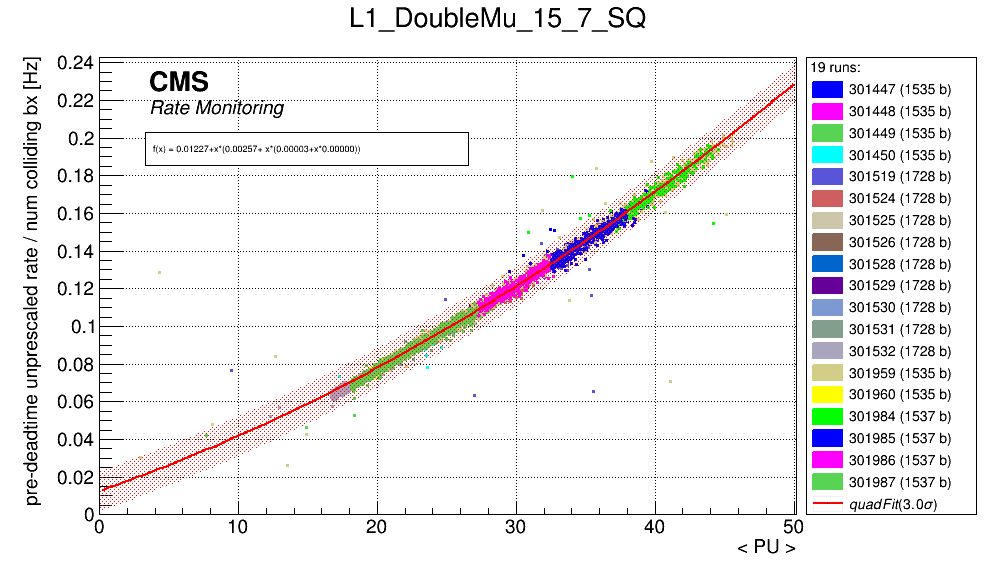 L1_DoubleMu_15_7_SQ
pre-deadtime unprescaled rate / num colliding bx [Hz]
0.24
0.22
0.2
0.18
0.16
0.14
0.12
0.1
0.08
0.06
0.04
0.02
0
CMS
Rate Monitoring
f(x) = 0.01227+x*(0.00257+ x*(0.00003+x*0.00000))
0 10 20 30 40 50
< PU >
19 runs:
301447 (1535 b)
301448 (1535 b)
301449 (1535 b)
301450 (1535 b)
301519 (1728 b)
301524 (1728 b)
301525 (1728 b)
301526 (1728 b)
301528 (1728 b)
301529 (1728 b)
301530 (1728 b)
301531 (1728 b)
301532 (1728 b)
301959 (1535 b)
301960 (1535 b)
301984 (1537 b)
301985 (1537 b)
301986 (1537 b)
301987 (1537 b)
quadFit(3.0σ)